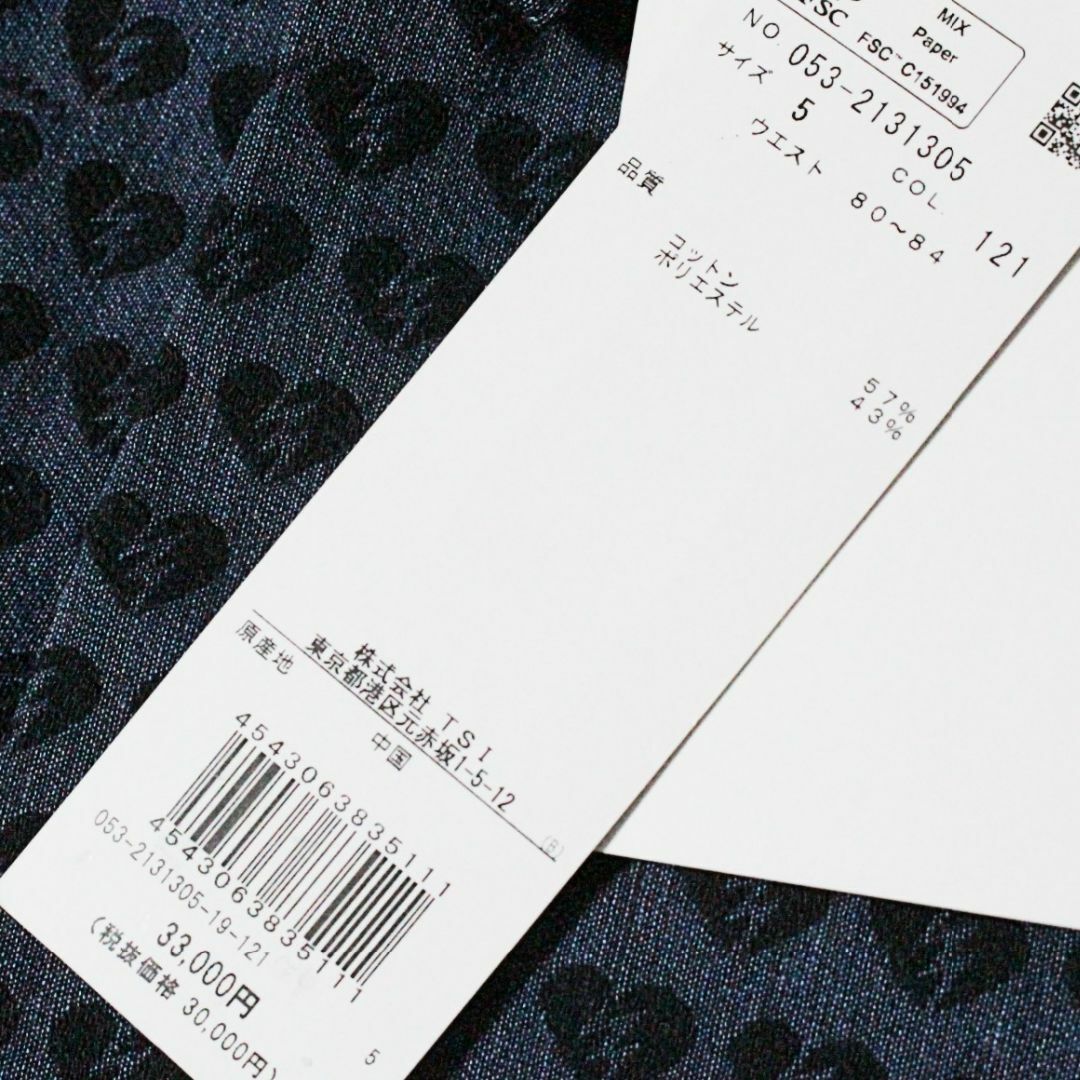 MIX
Paper
FSC FSC™ C151994
NO 053-2131305
サイズ 5 COL. 121
ウエスト 80~84
品質
コットン 57%
ポリエステル 43%
株式会社 TSI
東京都港区元赤坂1-5-12
(B)
原産地 中国
4543063835111
4543063835111
053-2131305-19-121
33,000円
(税抜価格 30,000円)
5